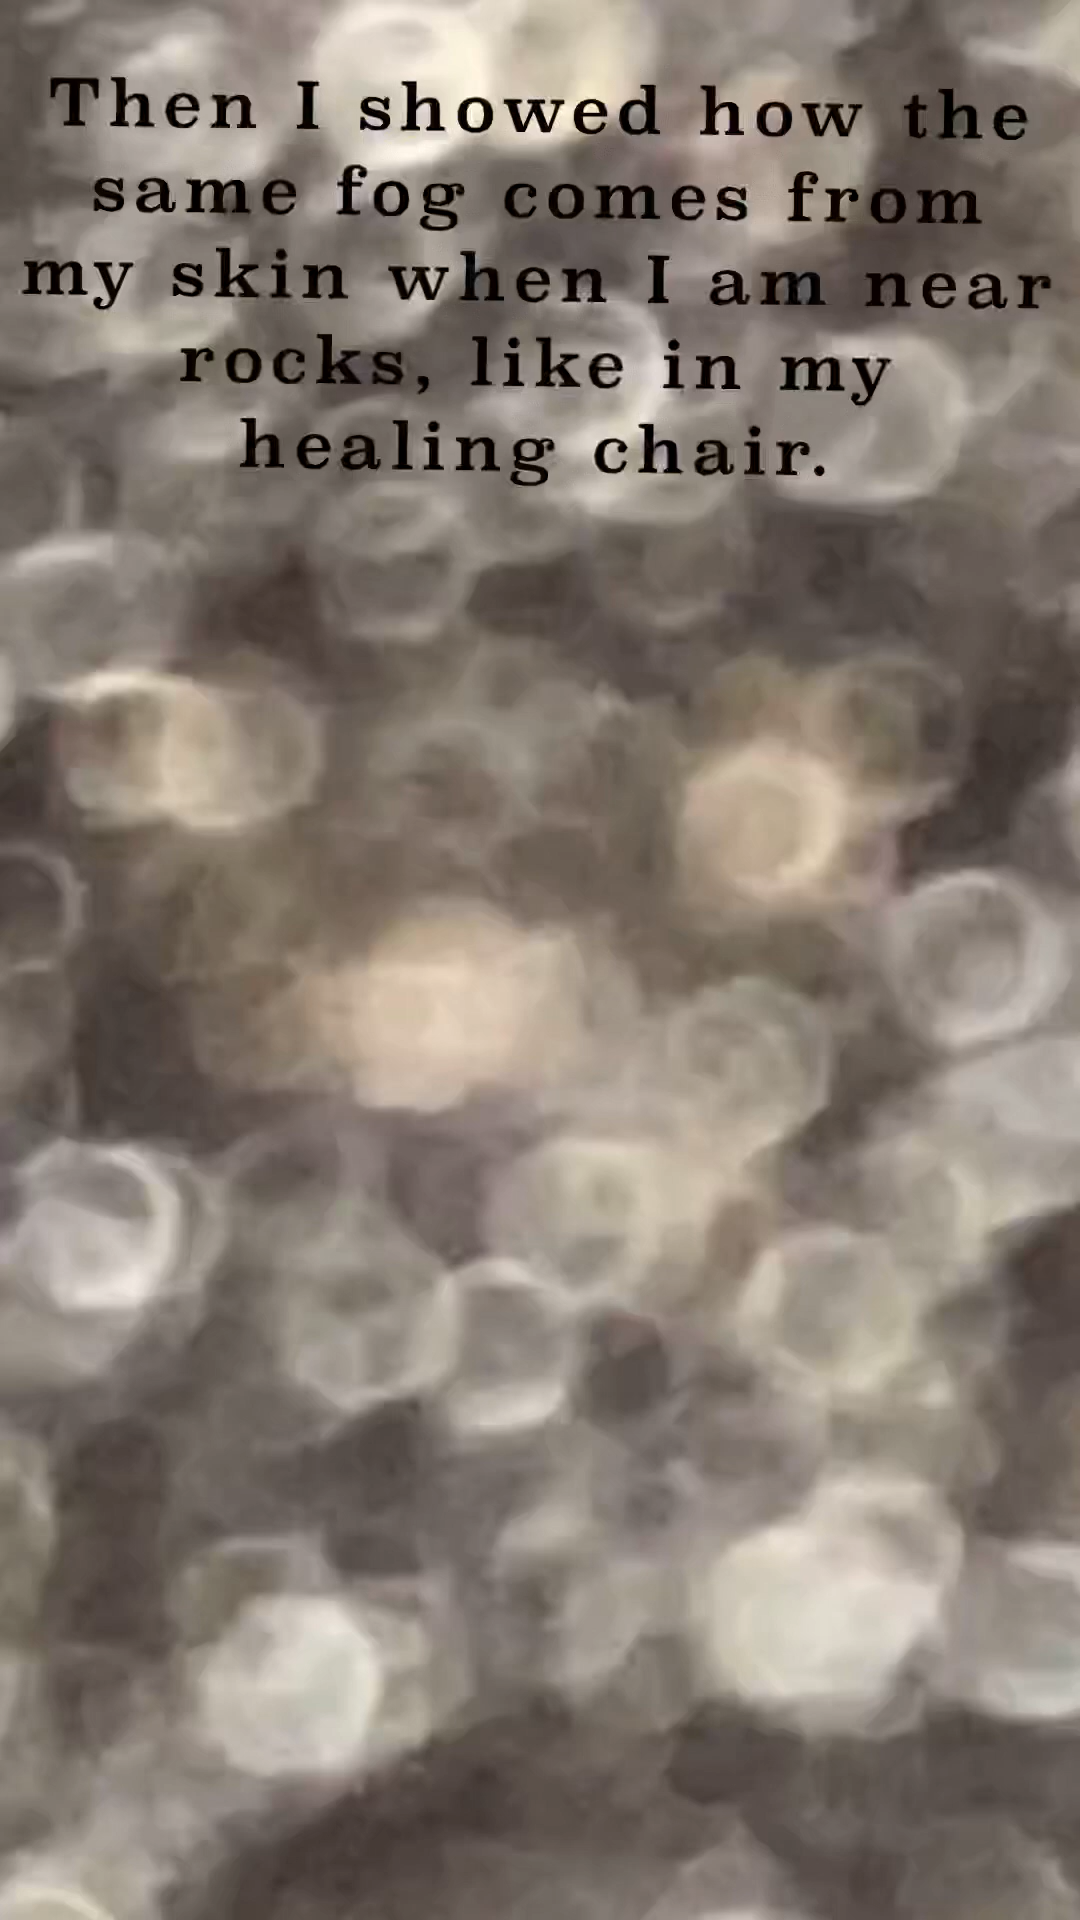 Then I showed how the
same fog comes from
my skin when I am near
rocks, like in my
healing chair.